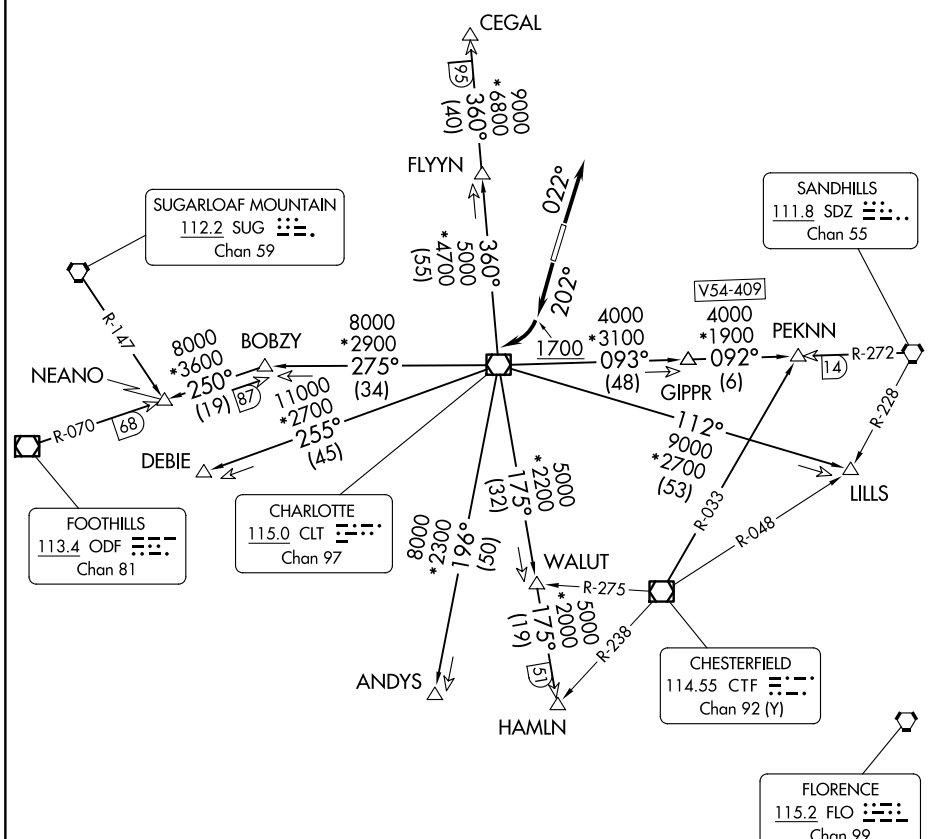 CEGAL
95
9000
*6800
360°
(40)
FLYYN
022°
SANDHILLS
111.8 SDZ
Chan 55
SUGARLOAF MOUNTAIN
112.2 SUG
Chan 59
5000
*4700
(55)
360°
202°
1700
V54-409
R-147
8000
*3600
250°
(19)
87
BOBZY
8000
*2900
275°
(34)
4000
*3100
093°
(48)
4000
*1900
092°
(6)
PEKNN
R-272
14
NEANO
GIPPR
R-228
R-070
68
11000
*2700
255°
(45)
DEBIE
112°
9000
*2700
(53)
LILLS
FOOTHILLS
113.4 ODF
Chan 81
CHARLOTTE
115.0 CLT
Chan 97
8000
*2300
196°
(50)
5000
*2200
175°
(32)
R-033
R-048
WALUT
R-275
5000
*2000
175°
(19)
51
R-238
ANDYS
HAMLN
CHESTERFIELD
114.55 CTF
Chan 92 (Y)
FLORENCE
115.2 FLO
Chan 99